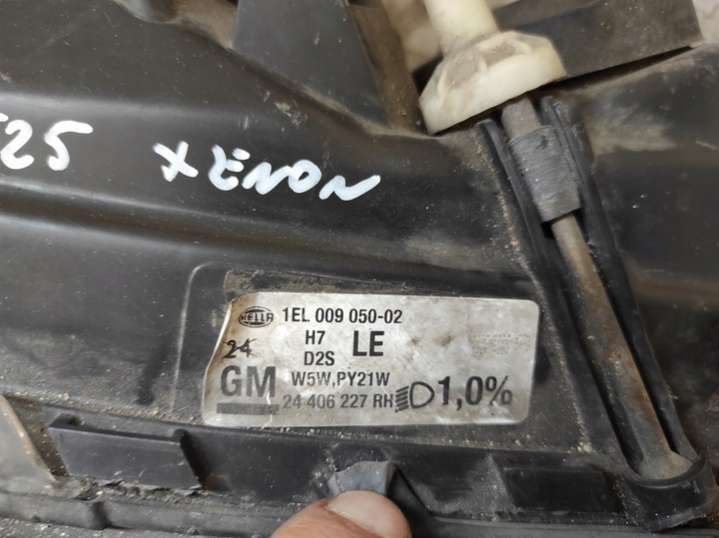 25 XENON
HELLA 1EL 009 050-02
H7 LE
24 D2S
GM W5W,PY21W
24 406 227 RH 1,0%